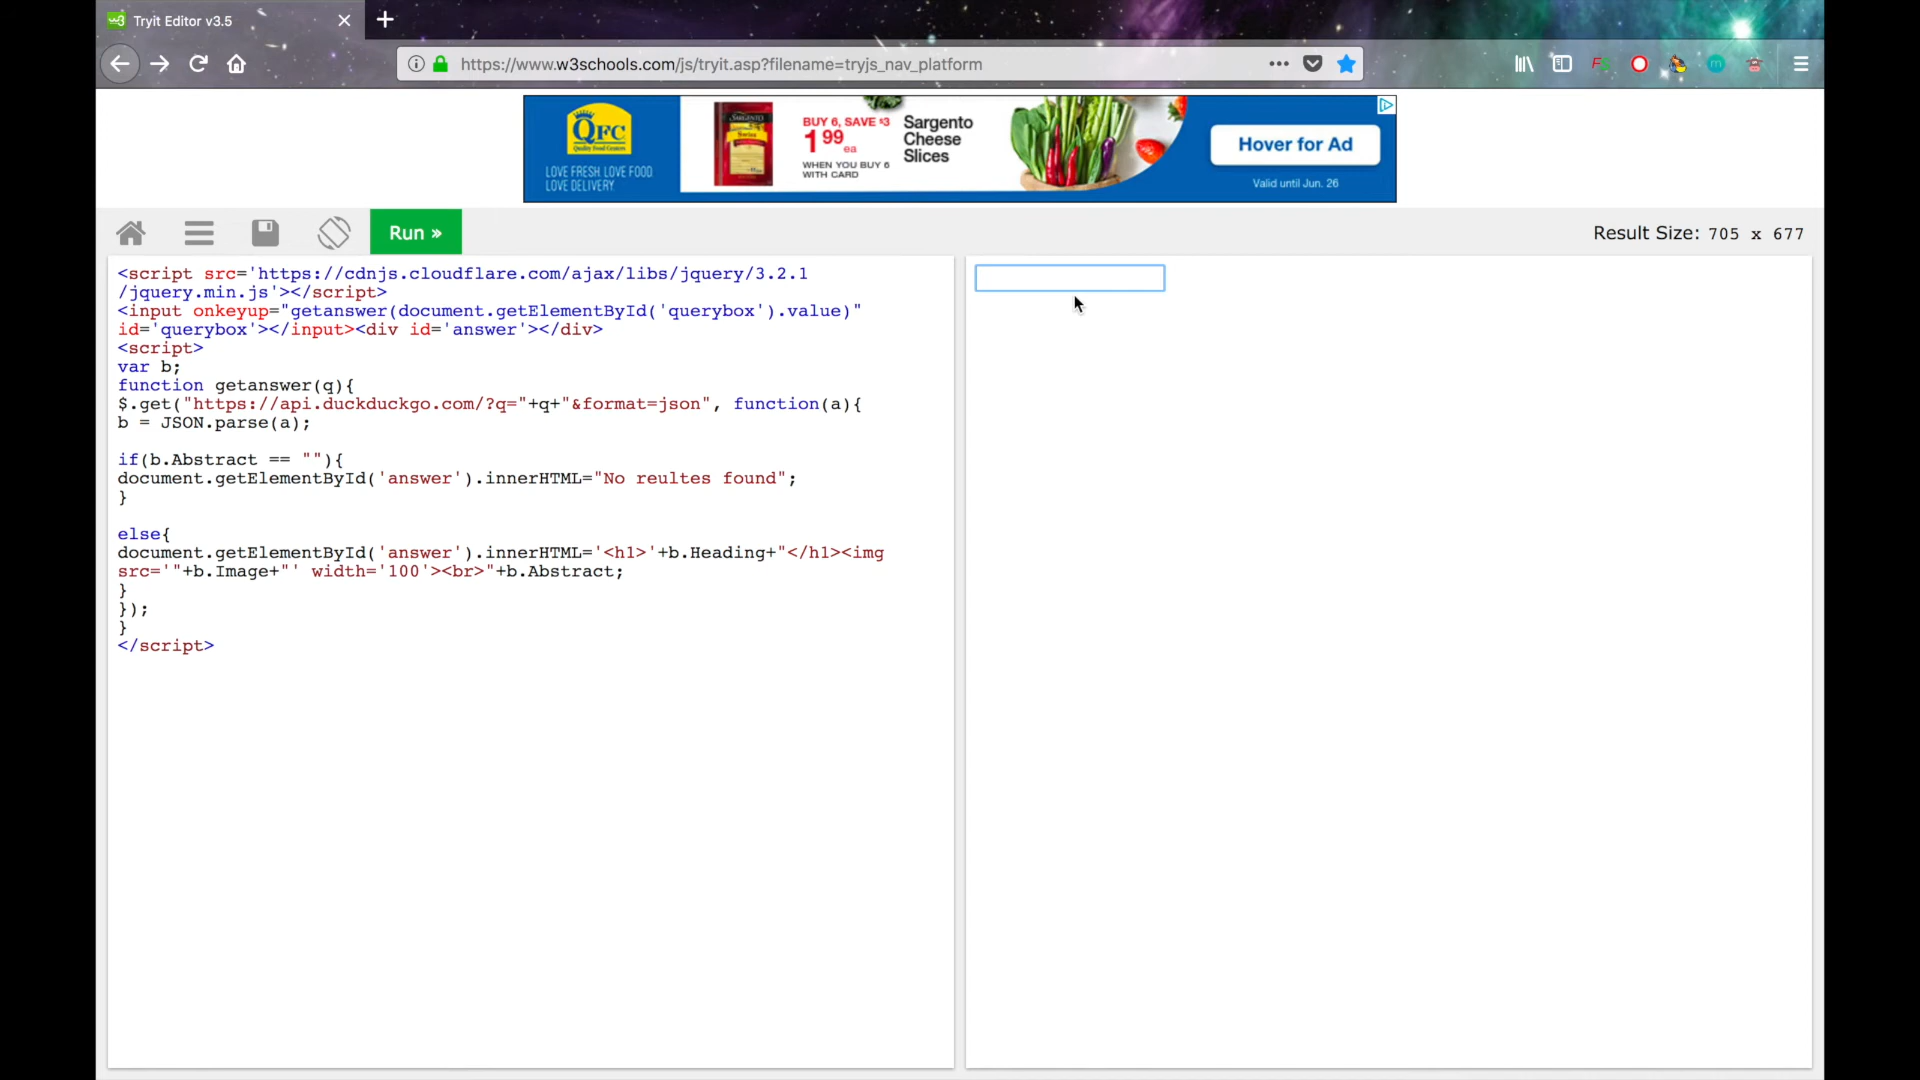 Tryit Editor v3.5
https://www.w3schools.com/js/tryit.asp?filename=tryjs_nav_platform
QFC
Quality Food Centers
LOVE FRESH LOVE FOOD
LOVE DELIVERY
SARGENTO
BUY 6, SAVE $3
1 99 ea
WHEN YOU BUY 6
WITH CARD
Sargento
Cheese
Slices
Hover for Ad
Valid until Jun. 26
Run »
Result Size: 705 x 677
<script src='https://cdnjs.cloudflare.com/ajax/libs/jquery/3.2.1
/jquery.min.js'></script>
<input onkeyup="getanswer(document.getElementById('querybox').value)"
id='querybox'></input><div id='answer'></div>
<script>
var b;
function getanswer(q){
$.get("https://api.duckduckgo.com/?q="+q+"&format=json", function(a){
b = JSON.parse(a);
if(b.Abstract == ""){
document.getElementById('answer').innerHTML="No reultes found";
}
else{
document.getElementById('answer').innerHTML='<h1>'+b.Heading+"</h1><img
src='"+b.Image+"' width='100'><br>"+b.Abstract;
}
});
}
</script>